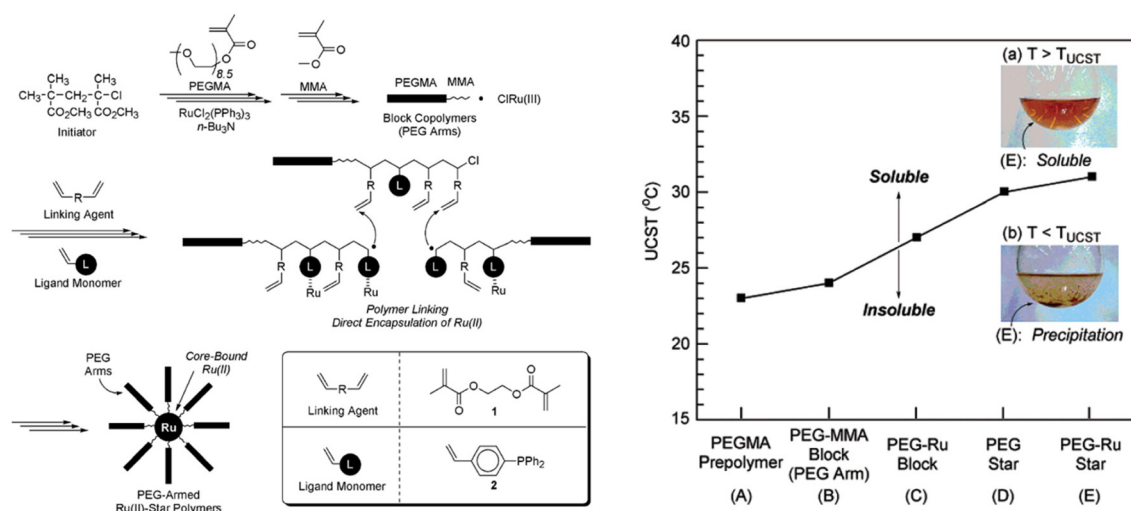 8.5
PEGMA
MMA
CH₃ CH₃
CH₃-C-CH₂-C-Cl
CO₂CH₃ CO₂CH₃
Initiator
RuCl₂(PPh₃)₃
n-Bu₃N
PEGMA MMA
• ClRu(III)
Block Copolymers
(PEG Arms)
Cl
R L R R
R
Linking Agent
L
Ligand Monomer
R L R L
Ru Ru
L R L
Ru
Polymer Linking
Direct Encapsulation of Ru(II)
PEG
Arms
Core-Bound
Ru(II)
Ru
PEG-Armed
Ru(II)-Star Polymers
R
Linking Agent
O O O O
1
L
Ligand Monomer
PPh₂
2
UCST (°C)
40
35
30
25
20
15
(a) T > T_UCST
(E): Soluble
Soluble
Insoluble
(b) T < T_UCST
(E): Precipitation
PEGMA
Prepolymer
(A)
PEG-MMA
Block
(PEG Arm)
(B)
PEG-Ru
Block
(C)
PEG
Star
(D)
PEG-Ru
Star
(E)